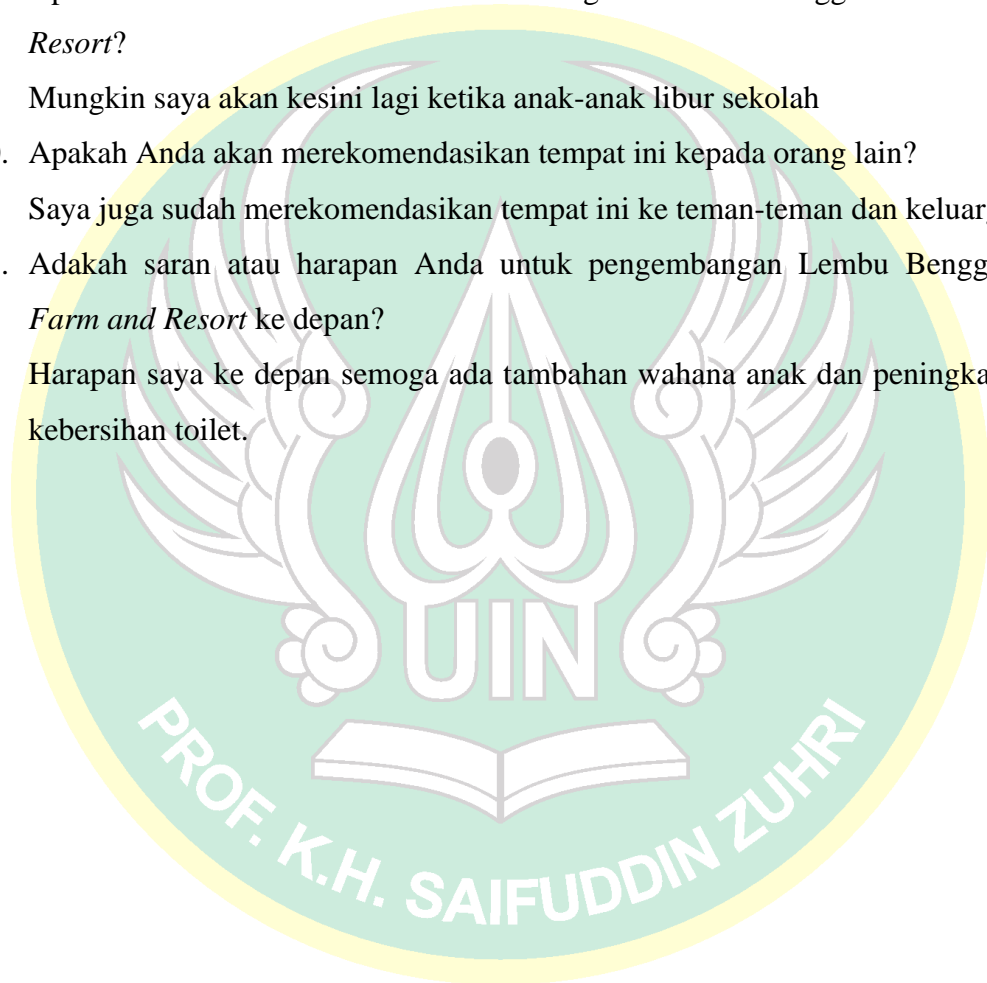 Resort?
Mungkin saya akan kesini lagi ketika anak-anak libur sekolah
. Apakah Anda akan merekomendasikan tempat ini kepada orang lain?
Saya juga sudah merekomendasikan tempat ini ke teman-teman dan
. Adakah saran atau harapan Anda untuk pengembangan Lembu
Farm and Resort ke depan?
Harapan saya ke depan semoga ada tambahan wahana anak dan
kebersihan toilet.
UIN
PROF. K.H. SAIFUDDIN ZUHRI